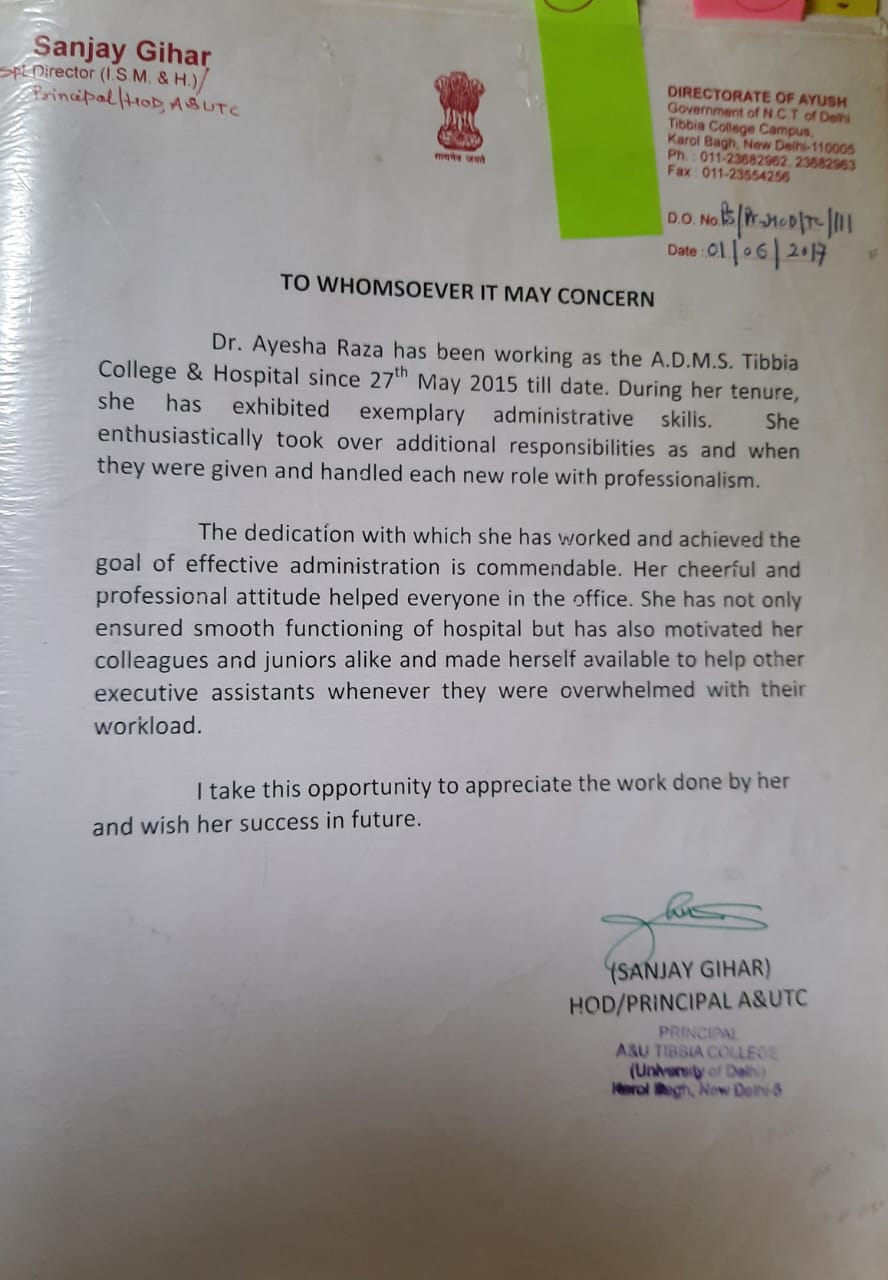 Sanjay Gihar
Spl Director (I.S.M. & H.)/
Principal/HOD, A&UTC
सत्यमेव जयते
DIRECTORATE OF AYUSH
Government of N.C.T of Delhi
Tibbia College Campus,
Karol Bagh, New Delhi-110005
Ph. : 011-23682962, 23682963
Fax : 011-23554256
D.O. No. PS/Pr.HOD/TC/111
Date : 01/06/2017
TO WHOMSOEVER IT MAY CONCERN
Dr. Ayesha Raza has been working as the A.D.M.S. Tibbia
College & Hospital since 27th May 2015 till date. During her tenure,
she has exhibited exemplary administrative skills. She
enthusiastically took over additional responsibilities as and when
they were given and handled each new role with professionalism.
The dedication with which she has worked and achieved the
goal of effective administration is commendable. Her cheerful and
professional attitude helped everyone in the office. She has not only
ensured smooth functioning of hospital but has also motivated her
colleagues and juniors alike and made herself available to help other
executive assistants whenever they were overwhelmed with their
workload.
I take this opportunity to appreciate the work done by her
and wish her success in future.
(SANJAY GIHAR)
HOD/PRINCIPAL A&UTC
PRINCIPAL
A&U TIBBIA COLLEGE
(University of Delhi)
Karol Bagh, New Delhi-5